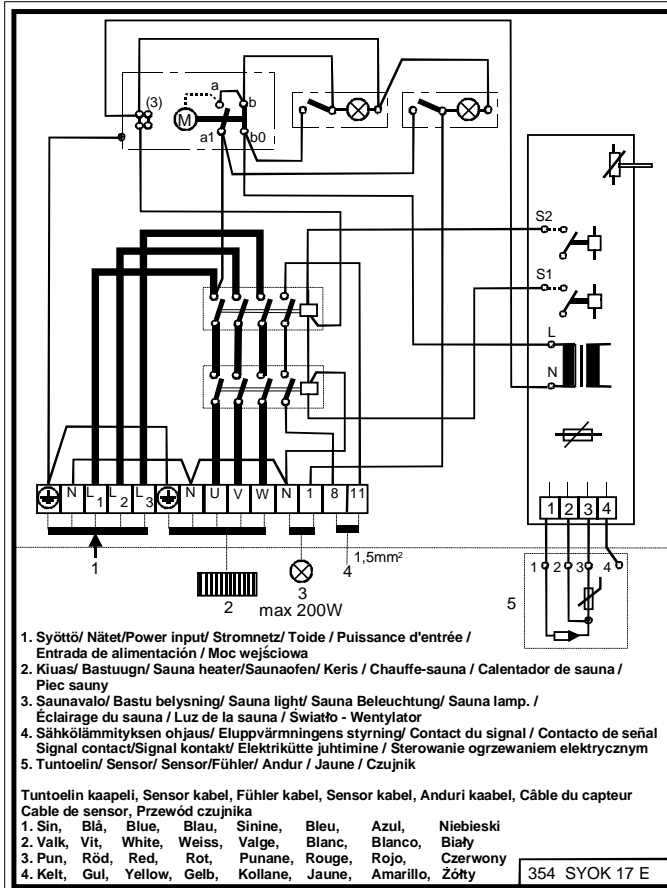 a
b
(3)
M
a1
b0
S2
S1
L
N
N L1 L2 L3 N U V W N 1 8 11
1 2 3 4
1,5mm²
1
2
3
4
max 200W
1 2 3 4
5
1. Syöttö/ Nätet/Power input/ Stromnetz/ Toide / Puissance d'entrée /
Entrada de alimentación / Moc wejściowa
2. Kiuas/ Bastuugn/ Sauna heater/Saunaofen/ Keris / Chauffe-sauna / Calentador de sauna /
Piec sauny
3. Saunavalo/ Bastu belysning/ Sauna light/ Sauna Beleuchtung/ Sauna lamp. /
Éclairage du sauna / Luz de la sauna / Światło - Wentylator
4. Sähkölämmityksen ohjaus/ Eluppvärmningens styrning/ Contact du signal / Contacto de señal
Signal contact/Signal kontakt/ Elektrikütte juhtimine / Sterowanie ogrzewaniem elektrycznym
5. Tuntoelin/ Sensor/ Sensor/Fühler/ Andur / Jaune / Czujnik
Tuntoelin kaapeli, Sensor kabel, Fühler kabel, Sensor kabel, Anduri kaabel, Câble du capteur
Cable de sensor, Przewód czujnika
1. Sin, Blå, Blue, Blau, Sinine, Bleu, Azul, Niebieski
2. Valk, Vit, White, Weiss, Valge, Blanc, Blanco, Biały
3. Pun, Röd, Red, Rot, Punane, Rouge, Rojo, Czerwony
4. Kelt, Gul, Yellow, Gelb, Kollane, Jaune, Amarillo, Żółty
354 SYOK 17 E